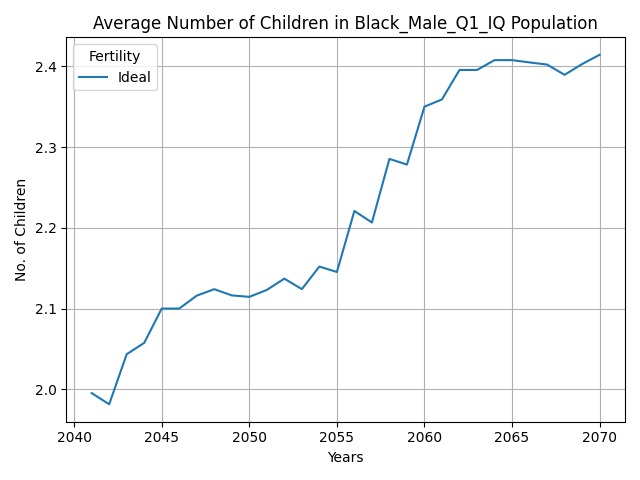 Average Number of Children in Black_Male_Q1_IQ Population
Fertility
Ideal
No. of Children
2.4
2.3
2.2
2.1
2.0
2040 2045 2050 2055 2060 2065 2070
Years